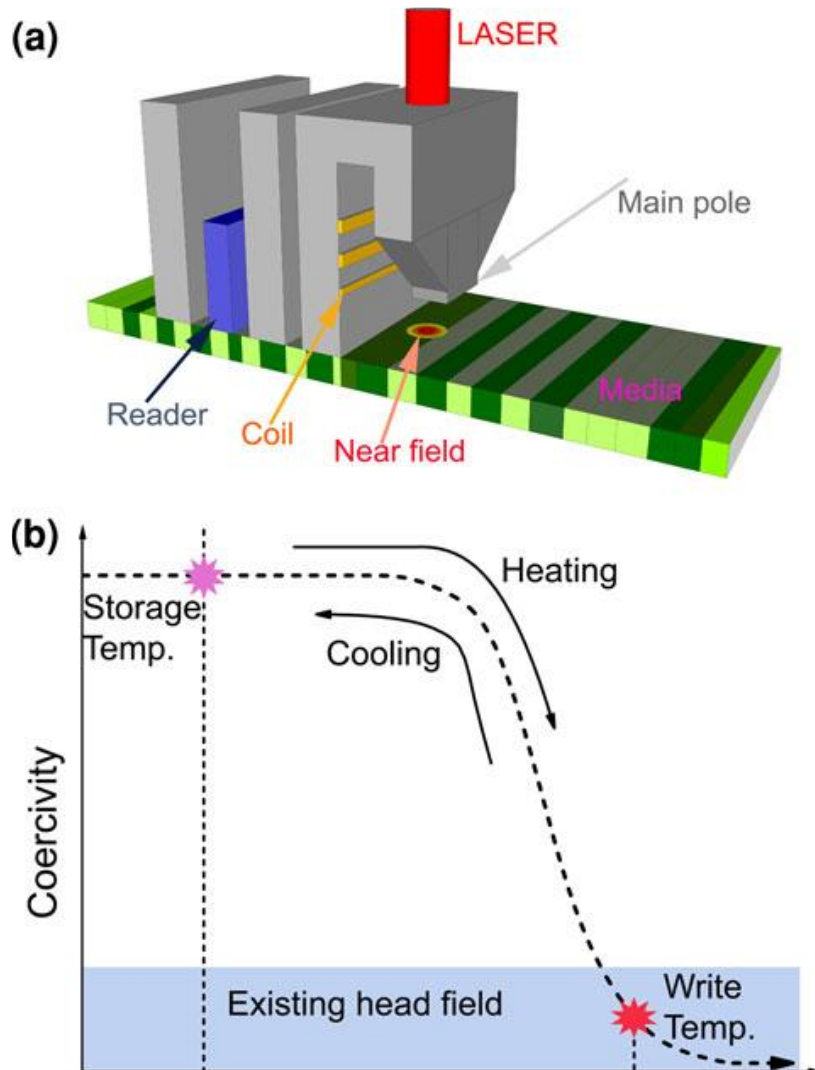 (a)
LASER
Main pole
Media
Reader
Coil
Near field
(b)
Heating
Storage
Temp.
Cooling
Coercivity
Existing head field
Write
Temp.